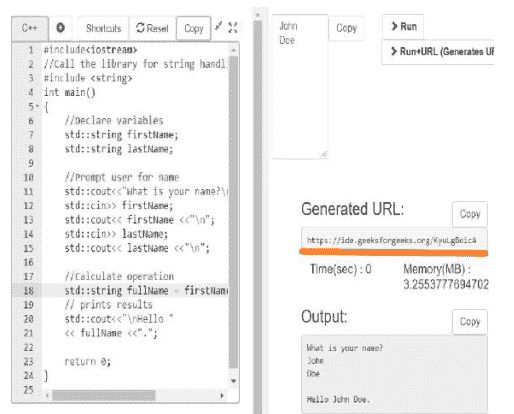 C++ Shortcuts Reset Copy
1 #include<iostream>
2 //Call the library for string handl
3 #include <string>
4 int main()
5 {
6 //Declare variables
7 std::string firstName;
8 std::string lastName;
9
10 //Prompt user for name
11 std::cout<<"What is your name?\
12 std::cin>> firstName;
13 std::cout<< firstName <<"\n";
14 std::cin>> lastName;
15 std::cout<< lastName <<"\n";
16
17 //Calculate operation
18 std::string fullName = firstName
19 // prints results
20 std::cout<<"\nHello "
21 << fullName <<".";
22
23 return 0;
24 }
25
John
Doe
Copy
Run
Run+URL (Generates UR
Generated URL:
Copy
https://ide.geeksforgeeks.org/KyuLgBeicA
Time(sec) : 0
Memory(MB) :
3.2553777694702
Output:
Copy
What is your name?
John
Doe
Hello John Doe.